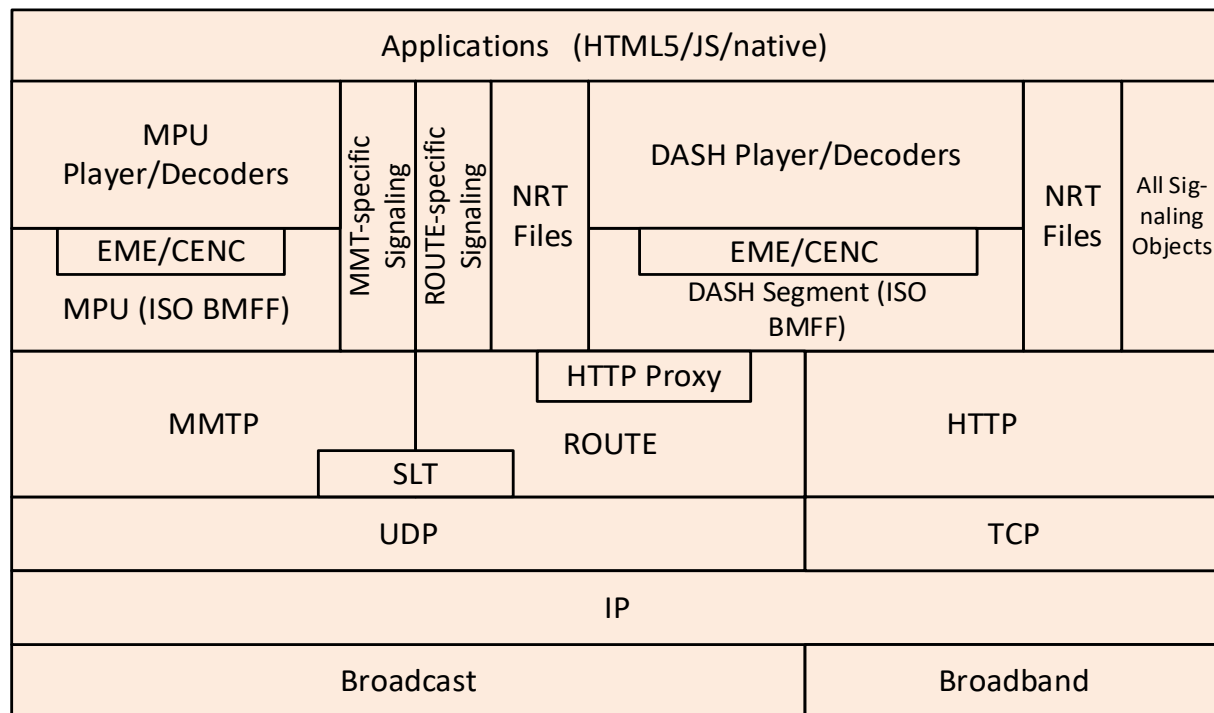 Applications (HTML5/JS/native)
MPU
Player/Decoders
MMT-specific
Signaling
ROUTE-specific
Signaling
NRT
Files
DASH Player/Decoders
NRT
Files
All Sig-
naling
Objects
EME/CENC
MPU (ISO BMFF)
EME/CENC
DASH Segment (ISO
BMFF)
MMTP
HTTP Proxy
ROUTE
HTTP
SLT
UDP
TCP
IP
Broadcast
Broadband